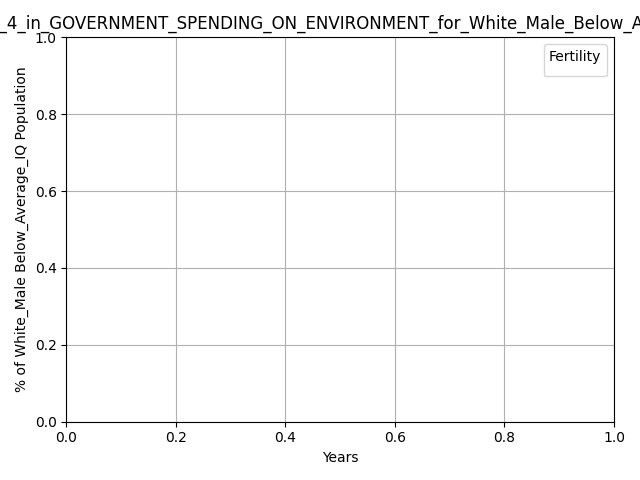 _4_in_GOVERNMENT_SPENDING_ON_ENVIRONMENT_for_White_Male_Below_A
Fertility
% of White_Male Below_Average_IQ Population
1.0
0.8
0.6
0.4
0.2
0.0
0.0 0.2 0.4 0.6 0.8 1.0
Years